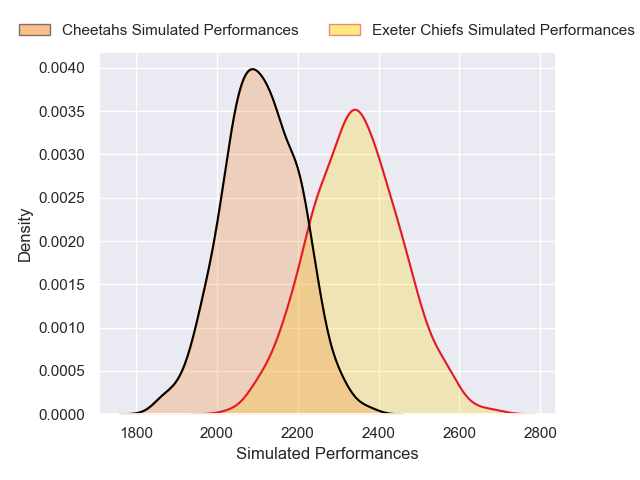 Cheetahs Simulated Performances
Exeter Chiefs Simulated Performances
0.0040
0.0035
0.0030
0.0025
0.0020
0.0015
0.0010
0.0005
0.0000
Density
1800 2000 2200 2400 2600 2800
Simulated Performances